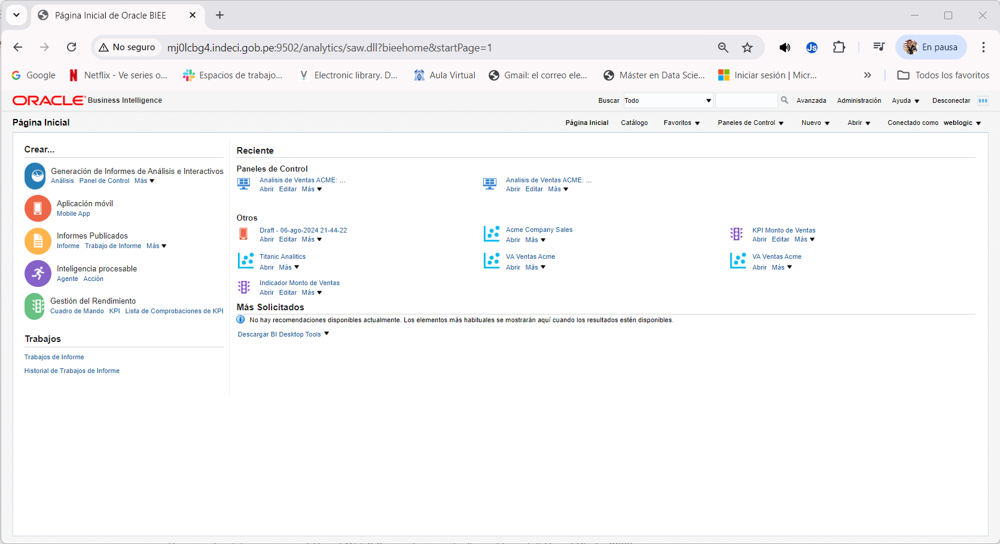 Página Inicial de Oracle BIEE
No seguro mj0lcbg4.indeci.gob.pe:9502/analytics/saw.dll?bieehome&startPage=1 Js En pausa
Google Netflix - Ve series o... Espacios de trabajo... Electronic library. D... Aula Virtual Gmail: el correo ele... Máster en Data Scie... Iniciar sesión | Micr... Todos los favoritos
ORACLE Business Intelligence Buscar Todo Avanzada Administración Ayuda Desconectar
Página Inicial Página Inicial Catálogo Favoritos Paneles de Control Nuevo Abrir Conectado como weblogic
Crear...
Generación de Informes de Análisis e Interactivos
Análisis Panel de Control Más
Aplicación móvil
Mobile App
Informes Publicados
Informe Trabajo de Informe Más
Inteligencia procesable
Agente Acción
Gestión del Rendimiento
Cuadro de Mando KPI Lista de Comprobaciones de KPI
Trabajos
Trabajos de Informe
Historial de Trabajos de Informe
Reciente
Paneles de Control
Analisis de Ventas ACME: ... Analisis de Ventas ACME: ...
Abrir Editar Más Abrir Editar Más
Otros
Draft - 06-ago-2024 21-44-22 Acme Company Sales KPI Monto de Ventas
Abrir Editar Más Abrir Más Abrir Editar Más
Titanic Analitics VA Ventas Acme VA Ventas Acme
Abrir Más Abrir Más Abrir Más
Indicador Monto de Ventas
Abrir Editar Más
Más Solicitados
No hay recomendaciones disponibles actualmente. Los elementos más habituales se mostrarán aquí cuando los resultados estén disponibles.
Descargar BI Desktop Tools